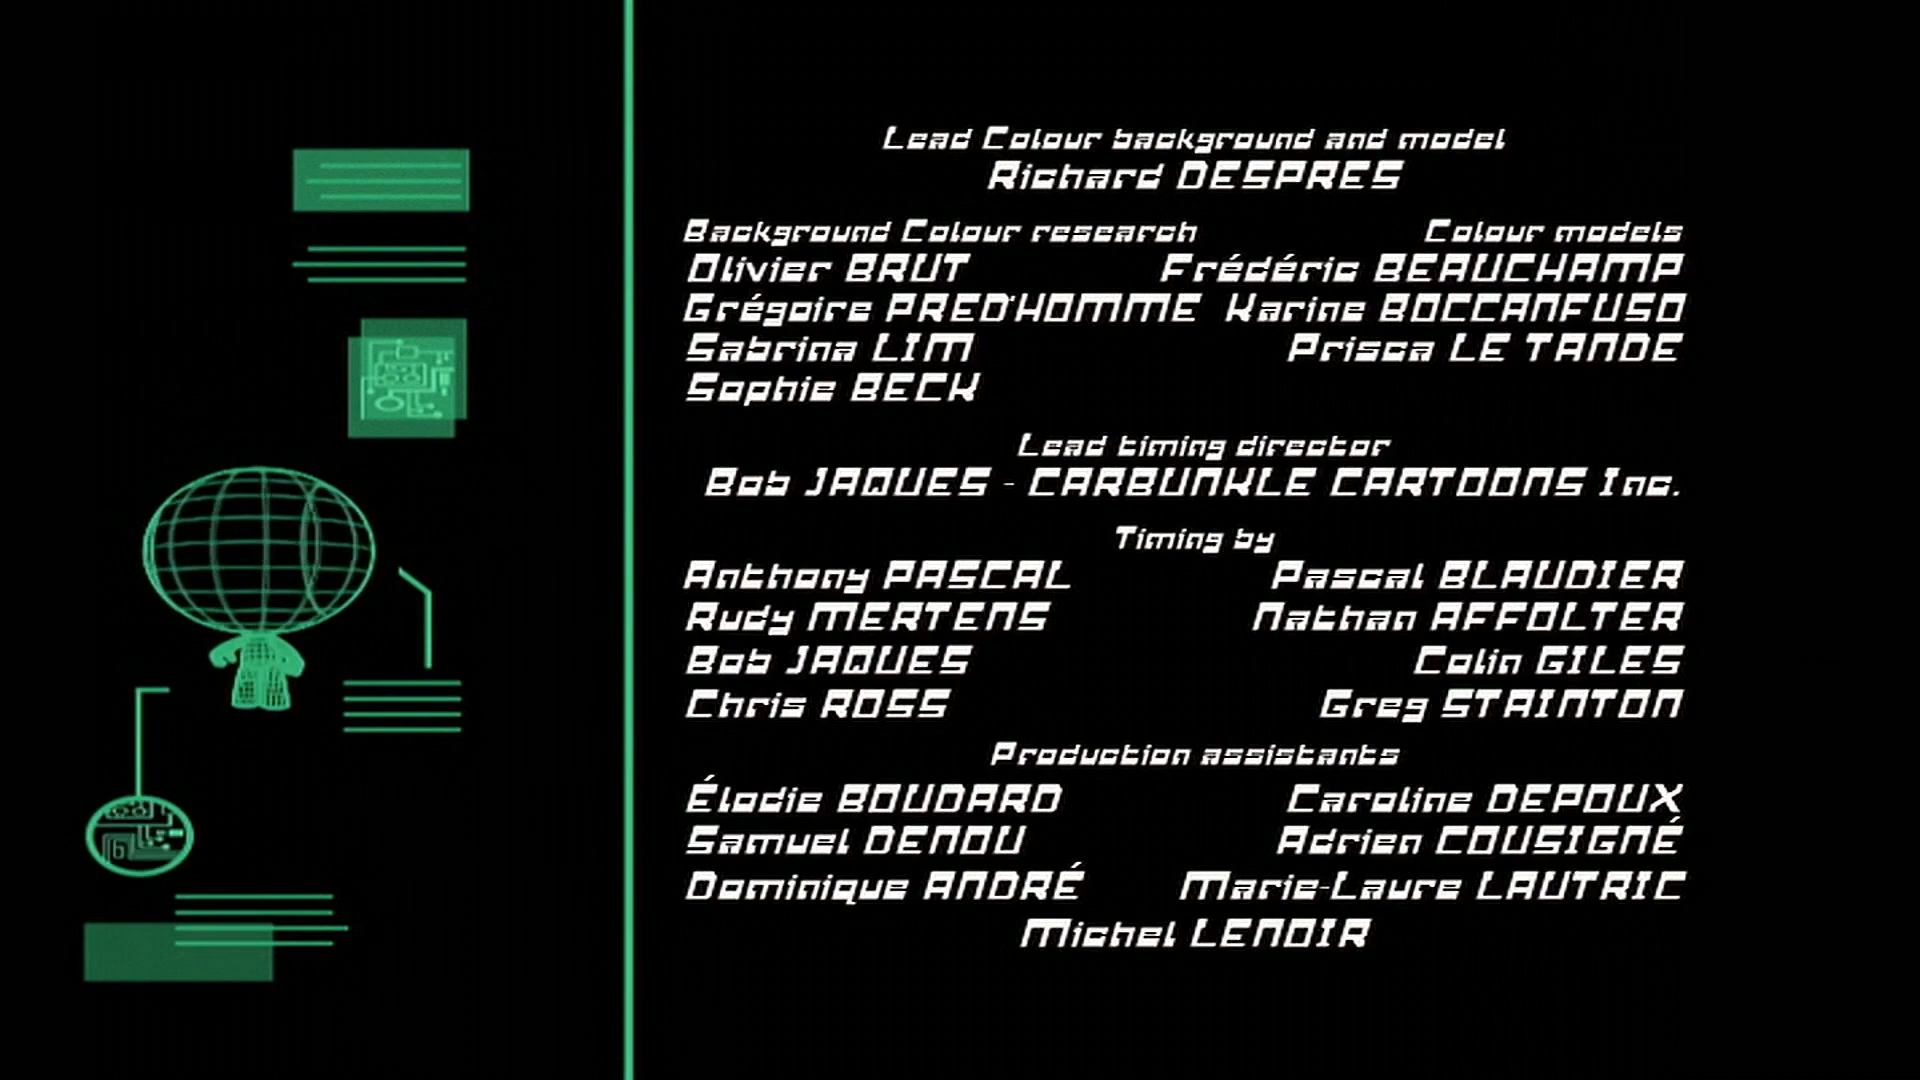 Lead Colour background and model
Richard DESPRES
Background Colour research Colour models
Olivier BRUT Frédéric BEAUCHAMP
Grégoire PRED'HOMME Karine BOCCANFUSO
Sabrina LIM Prisca LE TANDE
Sophie BECK
Lead timing director
Bob JAQUES - CARBUNKLE CARTOONS Inc.
Timing by
Anthony PASCAL Pascal BLAUDIER
Rudy MERTENS Nathan AFFOLTER
Bob JAQUES Colin GILES
Chris ROSS Greg STAINTON
Production assistants
Élodie BOUDARD Caroline DEPOUX
Samuel DENOU Adrien COUSIGNÉ
Dominique ANDRÉ Marie-Laure LAUTRIC
Michel LENOIR